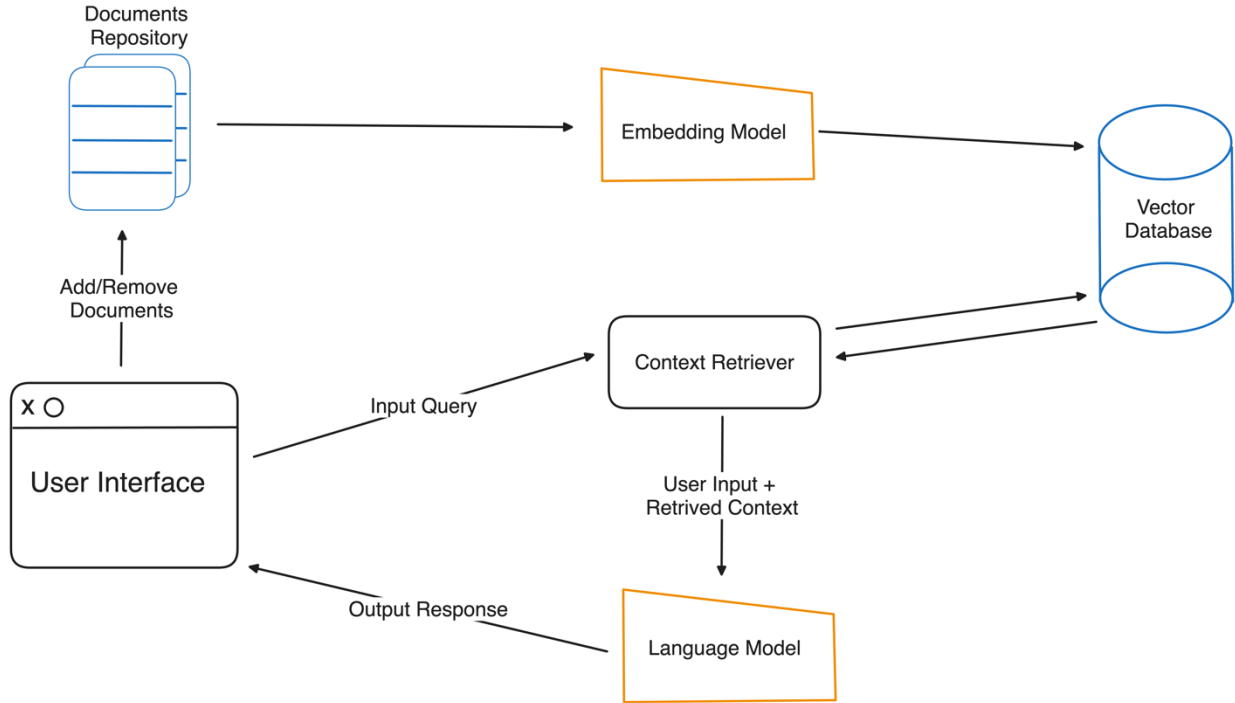 Documents
Repository
Embedding Model
Vector
Database
Add/Remove
Documents
Context Retriever
Input Query
X
User Interface
User Input +
Retrived Context
Output Response
Language Model